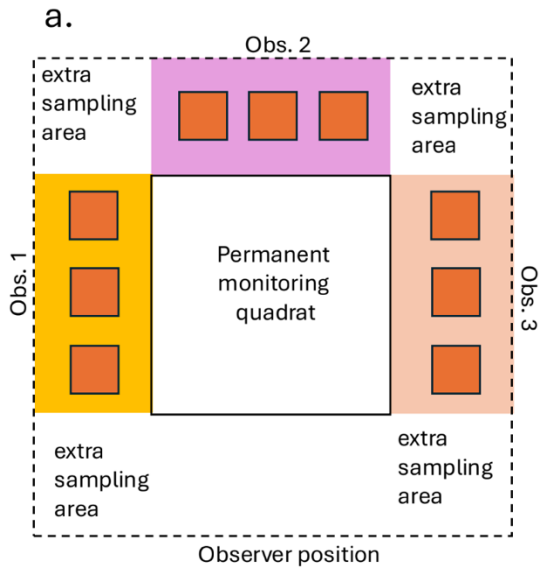 a.
Obs. 2
extra
sampling
area
extra
sampling
area
Obs. 1
Permanent
monitoring
quadrat
Obs. 3
extra
sampling
area
extra
sampling
area
Observer position